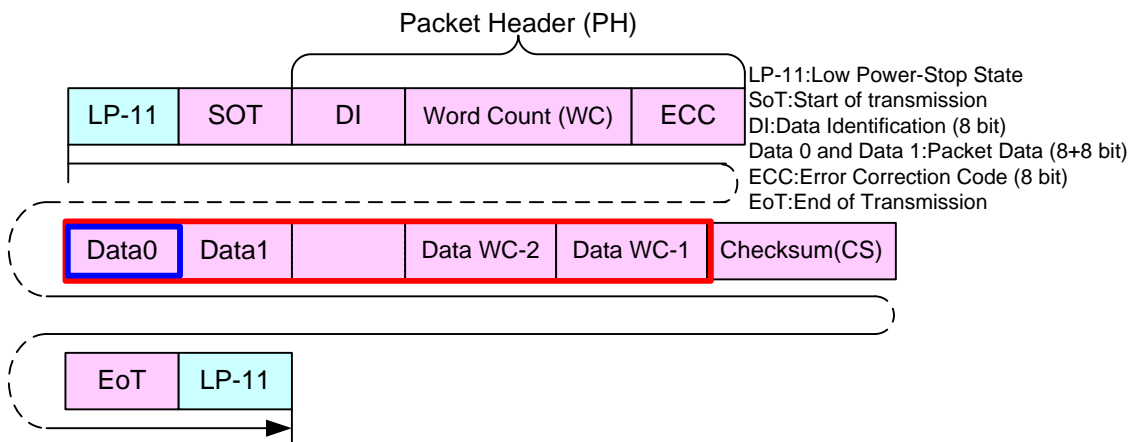 Packet Header (PH)
LP-11 SOT DI Word Count (WC) ECC
LP-11:Low Power-Stop State
SoT:Start of transmission
DI:Data Identification (8 bit)
Data 0 and Data 1:Packet Data (8+8 bit)
ECC:Error Correction Code (8 bit)
EoT:End of Transmission
Data0 Data1 Data WC-2 Data WC-1 Checksum(CS)
EoT LP-11